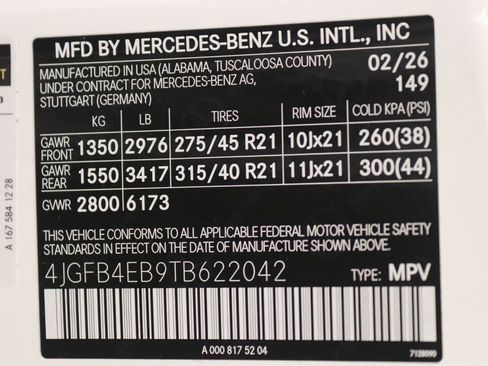 MFD BY MERCEDES-BENZ U.S. INTL., INC
MANUFACTURED IN USA (ALABAMA, TUSCALOOSA COUNTY) 02/26
UNDER CONTRACT FOR MERCEDES-BENZ AG, 149
STUTTGART (GERMANY)
KG LB TIRES RIM SIZE COLD KPA (PSI)
GAWR FRONT 1350 2976 275/45 R21 10Jx21 260(38)
GAWR REAR 1550 3417 315/40 R21 11Jx21 300(44)
GVWR 2800 6173
THIS VEHICLE CONFORMS TO ALL APPLICABLE FEDERAL MOTOR VEHICLE SAFETY
STANDARDS IN EFFECT ON THE DATE OF MANUFACTURE SHOWN ABOVE.
4JGFB4EB9TB622042 TYPE: MPV
A 000 817 52 04 7128090
A 167 584 12 28